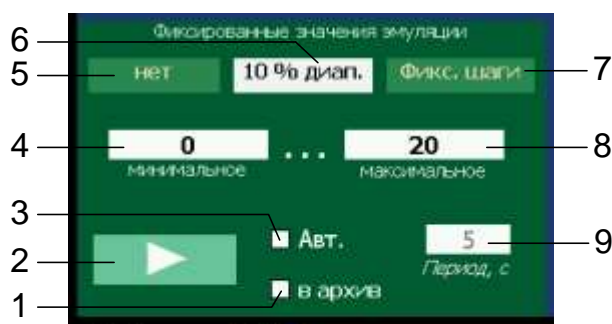 Фиксированные значения эмуляции
6
5 нет 10 % диап. Фикс. шаги 7
4 0 ... 20 8
минимальное максимальное
3 Авт. 5 9
2 Период, с
1 в архив